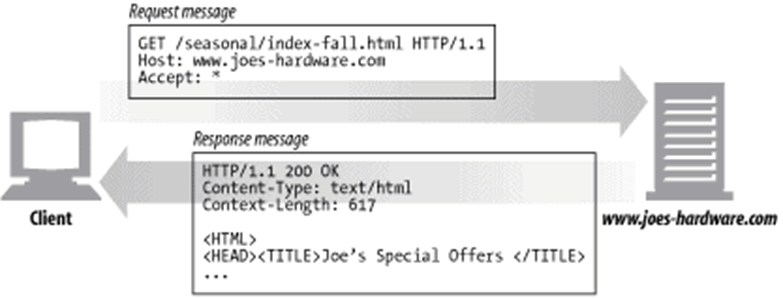 Request message
GET /seasonal/index-fall.html HTTP/1.1
Host: www.joes-hardware.com
Accept: *
Response message
HTTP/1.1 200 OK
Content-Type: text/html
Context-Length: 617
<HTML>
<HEAD><TITLE>Joe's Special Offers </TITLE>
...
Client
www.joes-hardware.com